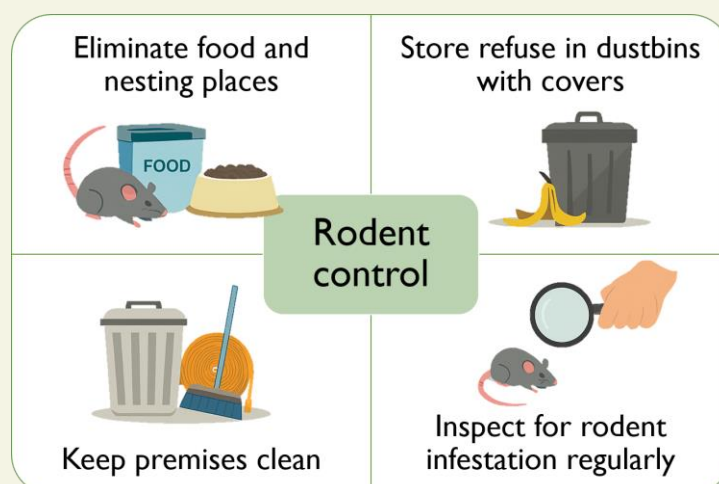 Eliminate food and
nesting places
FOOD
Store refuse in dustbins
with covers
Rodent
control
Keep premises clean
Inspect for rodent
infestation regularly